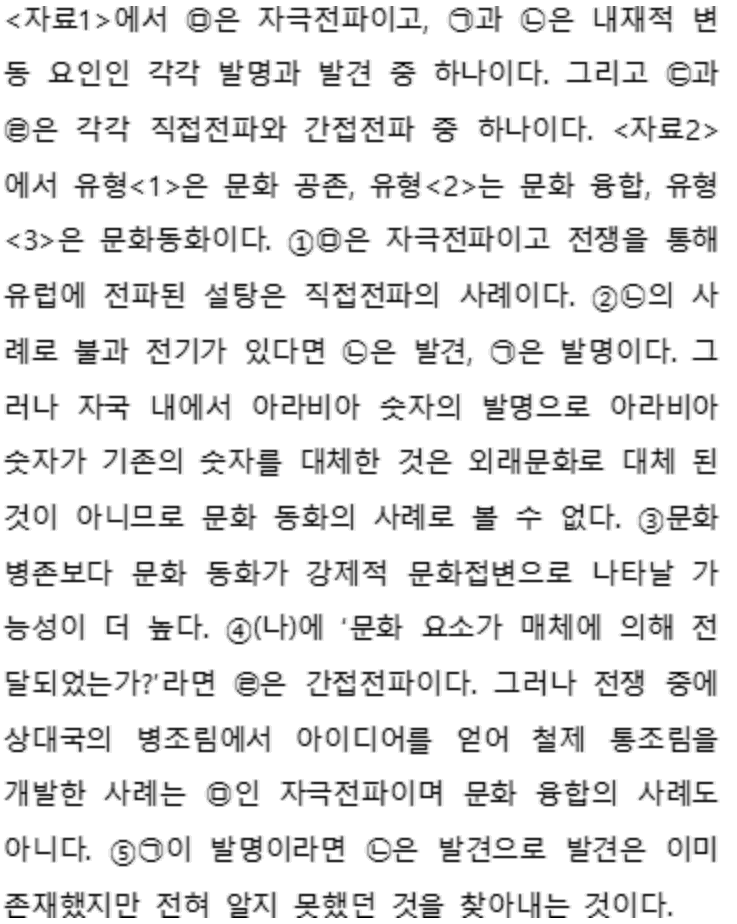 <자료1>에서 ㉤은 자극전파이고, ㉠과 ㉡은 내재적 변
동 요인인 각각 발명과 발견 중 하나이다. 그리고 ㉢과
㉣은 각각 직접전파와 간접전파 중 하나이다. <자료2>
에서 유형<1>은 문화 공존, 유형<2>는 문화 융합, 유형
<3>은 문화동화이다. ①㉤은 자극전파이고 전쟁을 통해
유럽에 전파된 설탕은 직접전파의 사례이다. ②㉡의 사
례로 불과 전기가 있다면 ㉡은 발견, ㉠은 발명이다. 그
러나 자국 내에서 아라비아 숫자의 발명으로 아라비아
숫자가 기존의 숫자를 대체한 것은 외래문화로 대체 된
것이 아니므로 문화 동화의 사례로 볼 수 없다. ③문화
병존보다 문화 동화가 강제적 문화접변으로 나타날 가
능성이 더 높다. ④(나)에 '문화 요소가 매체에 의해 전
달되었는가?'라면 ㉣은 간접전파이다. 그러나 전쟁 중에
상대국의 병조림에서 아이디어를 얻어 철제 통조림을
개발한 사례는 ㉤인 자극전파이며 문화 융합의 사례도
아니다. ⑤㉠이 발명이라면 ㉡은 발견으로 발견은 이미
존재했지만 전혀 알지 못했던 것을 찾아내는 것이다.